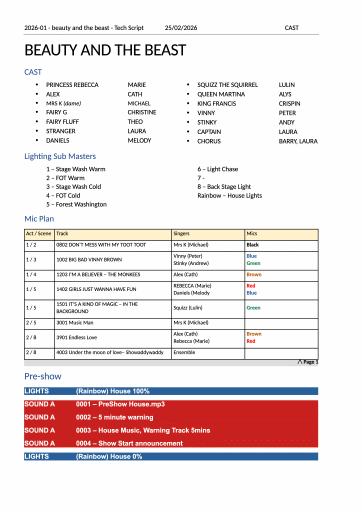 2026-01 - beauty and the beast - Tech Script 25/02/2026 CAST
BEAUTY AND THE BEAST
CAST
• PRINCESS REBECCA MARIE
• ALEX CATH
• MRS K (dame) MICHAEL
• FAIRY G CHRISTINE
• FAIRY FLUFF THEO
• STRANGER LAURA
• DANIELS MELODY
• SQUIZZ THE SQUIRREL LULIN
• QUEEN MARTINA ALYS
• KING FRANCIS CRISPIN
• VINNY PETER
• STINKY ANDY
• CAPTAIN LAURA
• CHORUS BARRY, LAURA
Lighting Sub Masters
1 – Stage Wash Warm
2 – FOT Warm
3 – Stage Wash Cold
4 – FOT Cold
5 – Forest Washington
6 – Light Chase
7 -
8 – Back Stage Light
Rainbow – House Lights
Mic Plan
Act / Scene Track Singers Mics
1 / 2 0802 DON'T MESS WITH MY TOOT TOOT Mrs K (Michael) Black
1 / 3 1002 BIG BAD VINNY BROWN Vinny (Peter) Blue
Stinky (Andrew) Green
1 / 4 1203 I'M A BELIEVER – THE MONKEES Alex (Cath) Brown
1 / 5 1402 GIRLS JUST WANNA HAVE FUN REBECCA (Marie) Red
Daniels (Melody Blue
1 / 5 1501 IT'S A KIND OF MAGIC – IN THE
BACKGROUND Squizz (Lulin) Green
2 / 5 3001 Music Man Mrs K (Michael)
2 / 8 3901 Endless Love Alex (Cath) Brown
Rebecca (Marie) Red
2 / 8 4003 Under the moon of love– Showaddywaddy Ensemble
Page 1
Pre-show
LIGHTS (Rainbow) House 100%
SOUND A 0001 – PreShow House.mp3
SOUND A 0002 – 5 minute warning
SOUND A 0003 – House Music, Warning Track 5mins
SOUND A 0004 – Show Start announcement
LIGHTS (Rainbow) House 0%